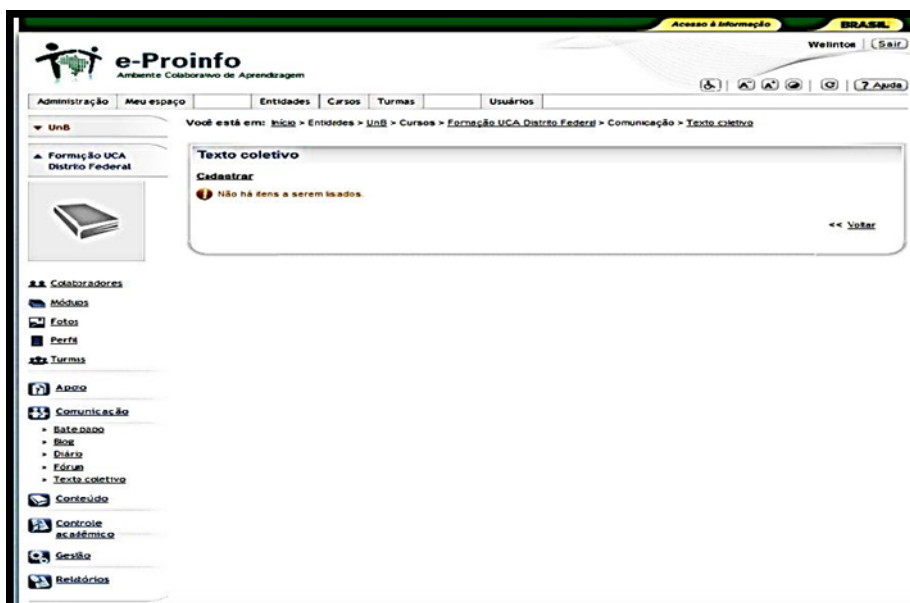 Acesso à Informação BRASIL
Welinton Sair
e-Proinfo
Ambiente Colaborativo de Aprendizagem
A- A+ ? Ajuda
Administração Meu espaço Entidades Cursos Turmas Usuários
UnB
Você está em: Início > Entidades > UnB > Cursos > Formação UCA Distrito Federal > Comunicação > Texto coletivo
Formação UCA
Distrito Federal
Texto coletivo
Cadastrar
Não há itens a serem listados.
<< Voltar
Colaboradores
Módulos
Fotos
Perfil
Turmas
Apoio
Comunicação
Bate papo
Blog
Diário
Fórum
Texto coletivo
Conteúdo
Controle
acadêmico
Gestão
Relatórios